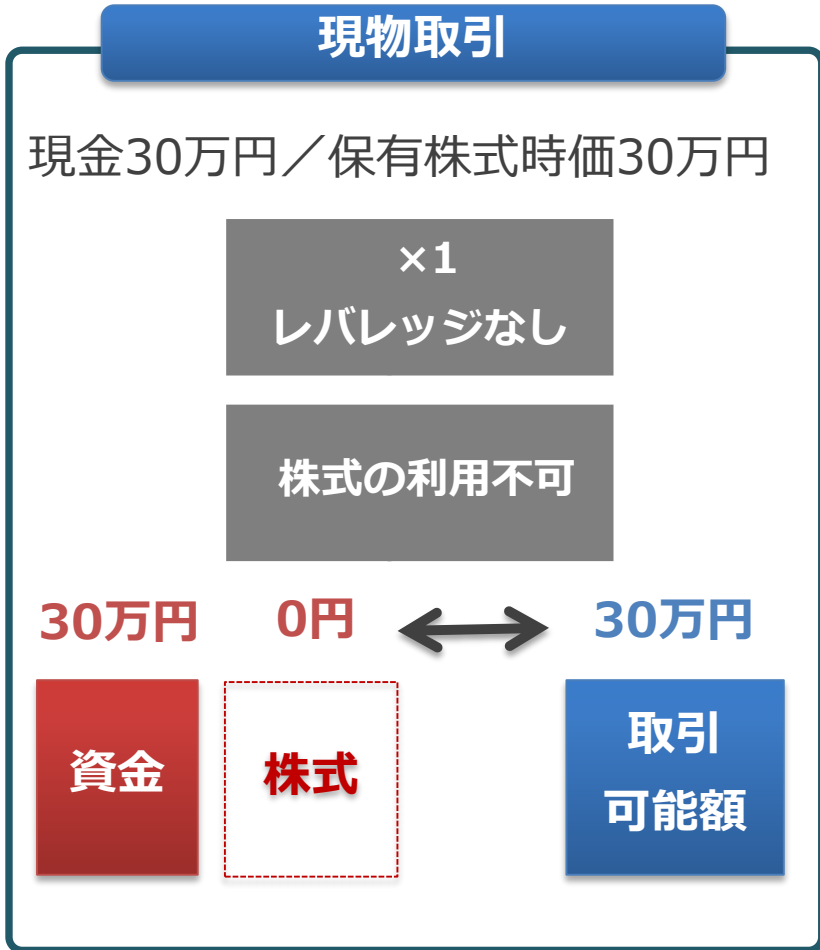 現物取引
現金30万円／保有株式時価30万円
×1
レバレッジなし
株式の利用不可
30万円
0円
30万円
資金
株式
取引
可能額